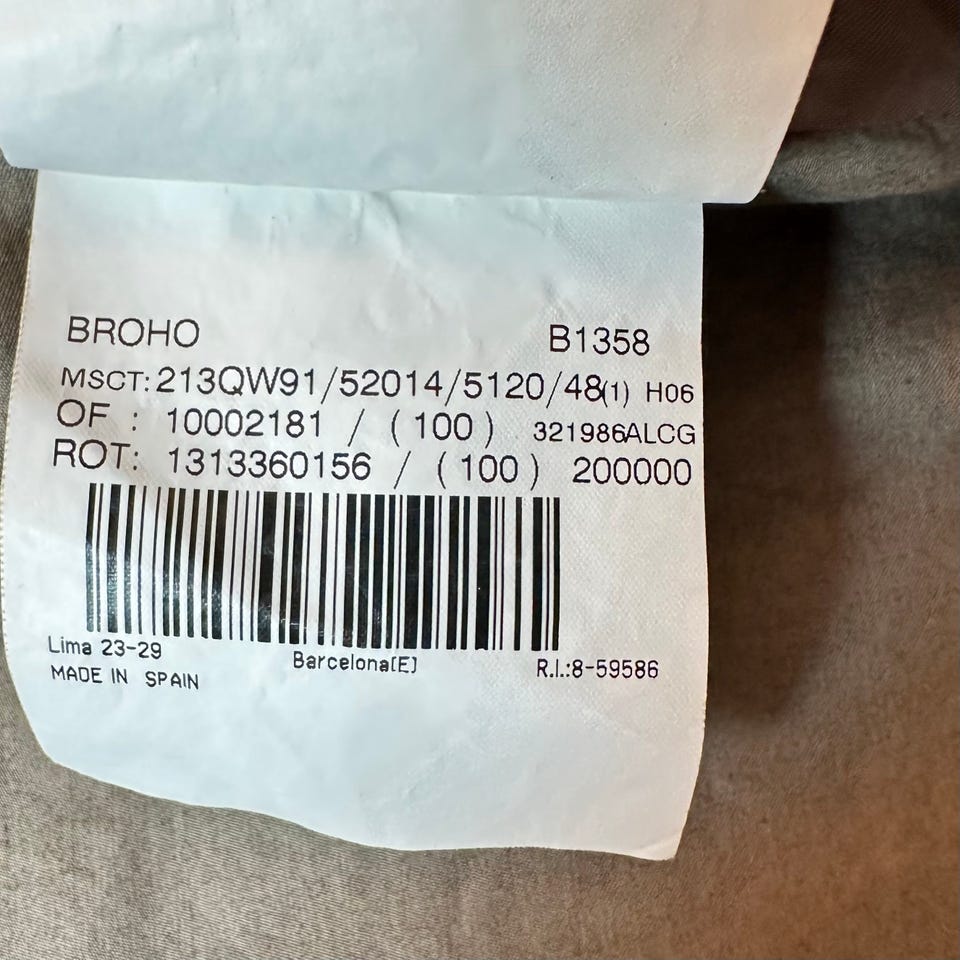 BROHO B1358
MSCT: 213QW91/52014/5120/48(1) H06
OF : 10002181 / (100) 321986ALCG
ROT: 1313360156 / (100) 200000
Lima 23-29 Barcelona(E) R.I.:8-59586
MADE IN SPAIN